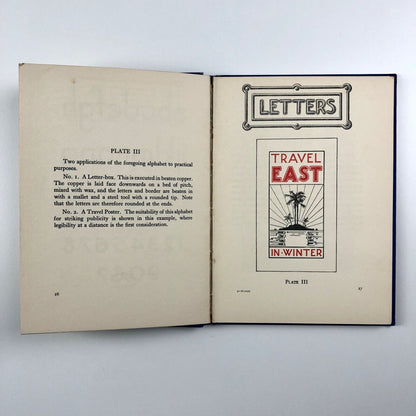 PLATE III
Two applications of the foregoing alphabet to practical
purposes.
No. 1. A Letter-box. This is executed in beaten copper.
The copper is laid face downwards on a bed of pitch,
mixed with wax, and the letters and border are beaten in
with a mallet and a steel tool with a rounded tip. Note
that the letters are therefore rounded at the ends.
No. 2. A Travel Poster. The suitability of this alphabet
for striking publicity is shown in this example, where
legibility at a distance is the first consideration.
26
LETTERS
TRAVEL
EAST
IN·WINTER
PLATE III
27